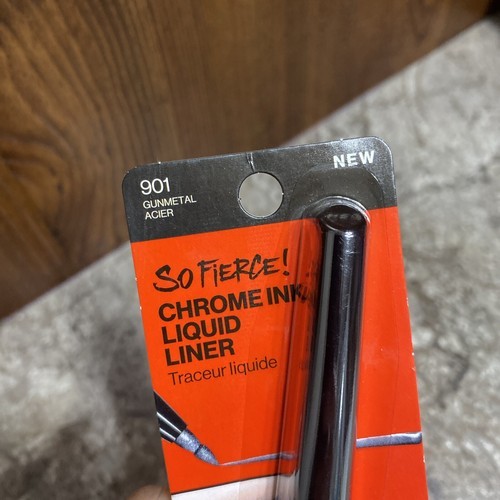 901
GUNMETAL
ACIER
NEW
SO FIERCE!
CHROME INK
LIQUID
LINER
Traceur liquide